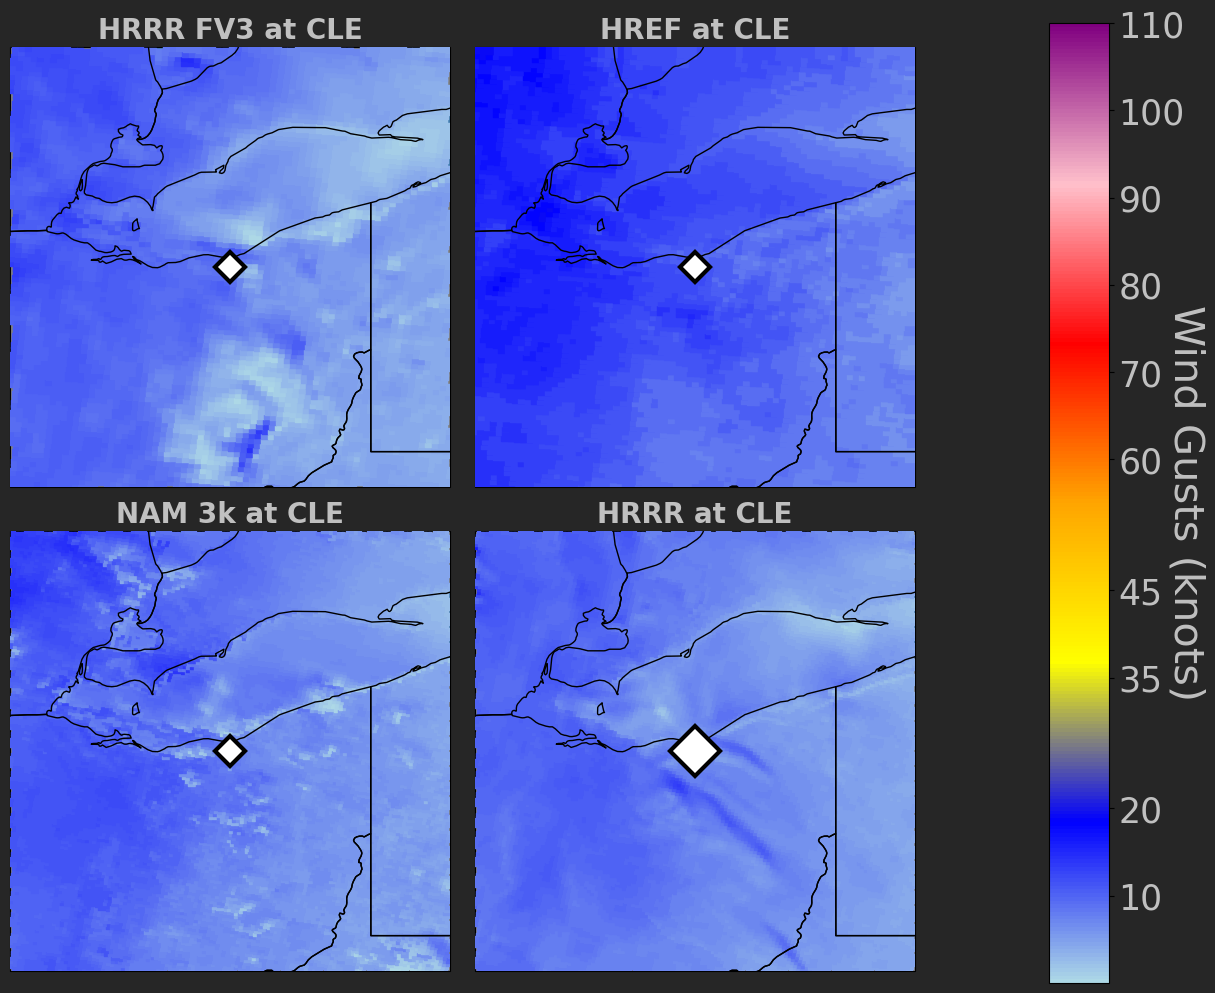 HRRR FV3 at CLE
HREF at CLE
NAM 3k at CLE
HRRR at CLE
110
100
90
80
70
60
45
35
20
10
Wind Gusts (knots)